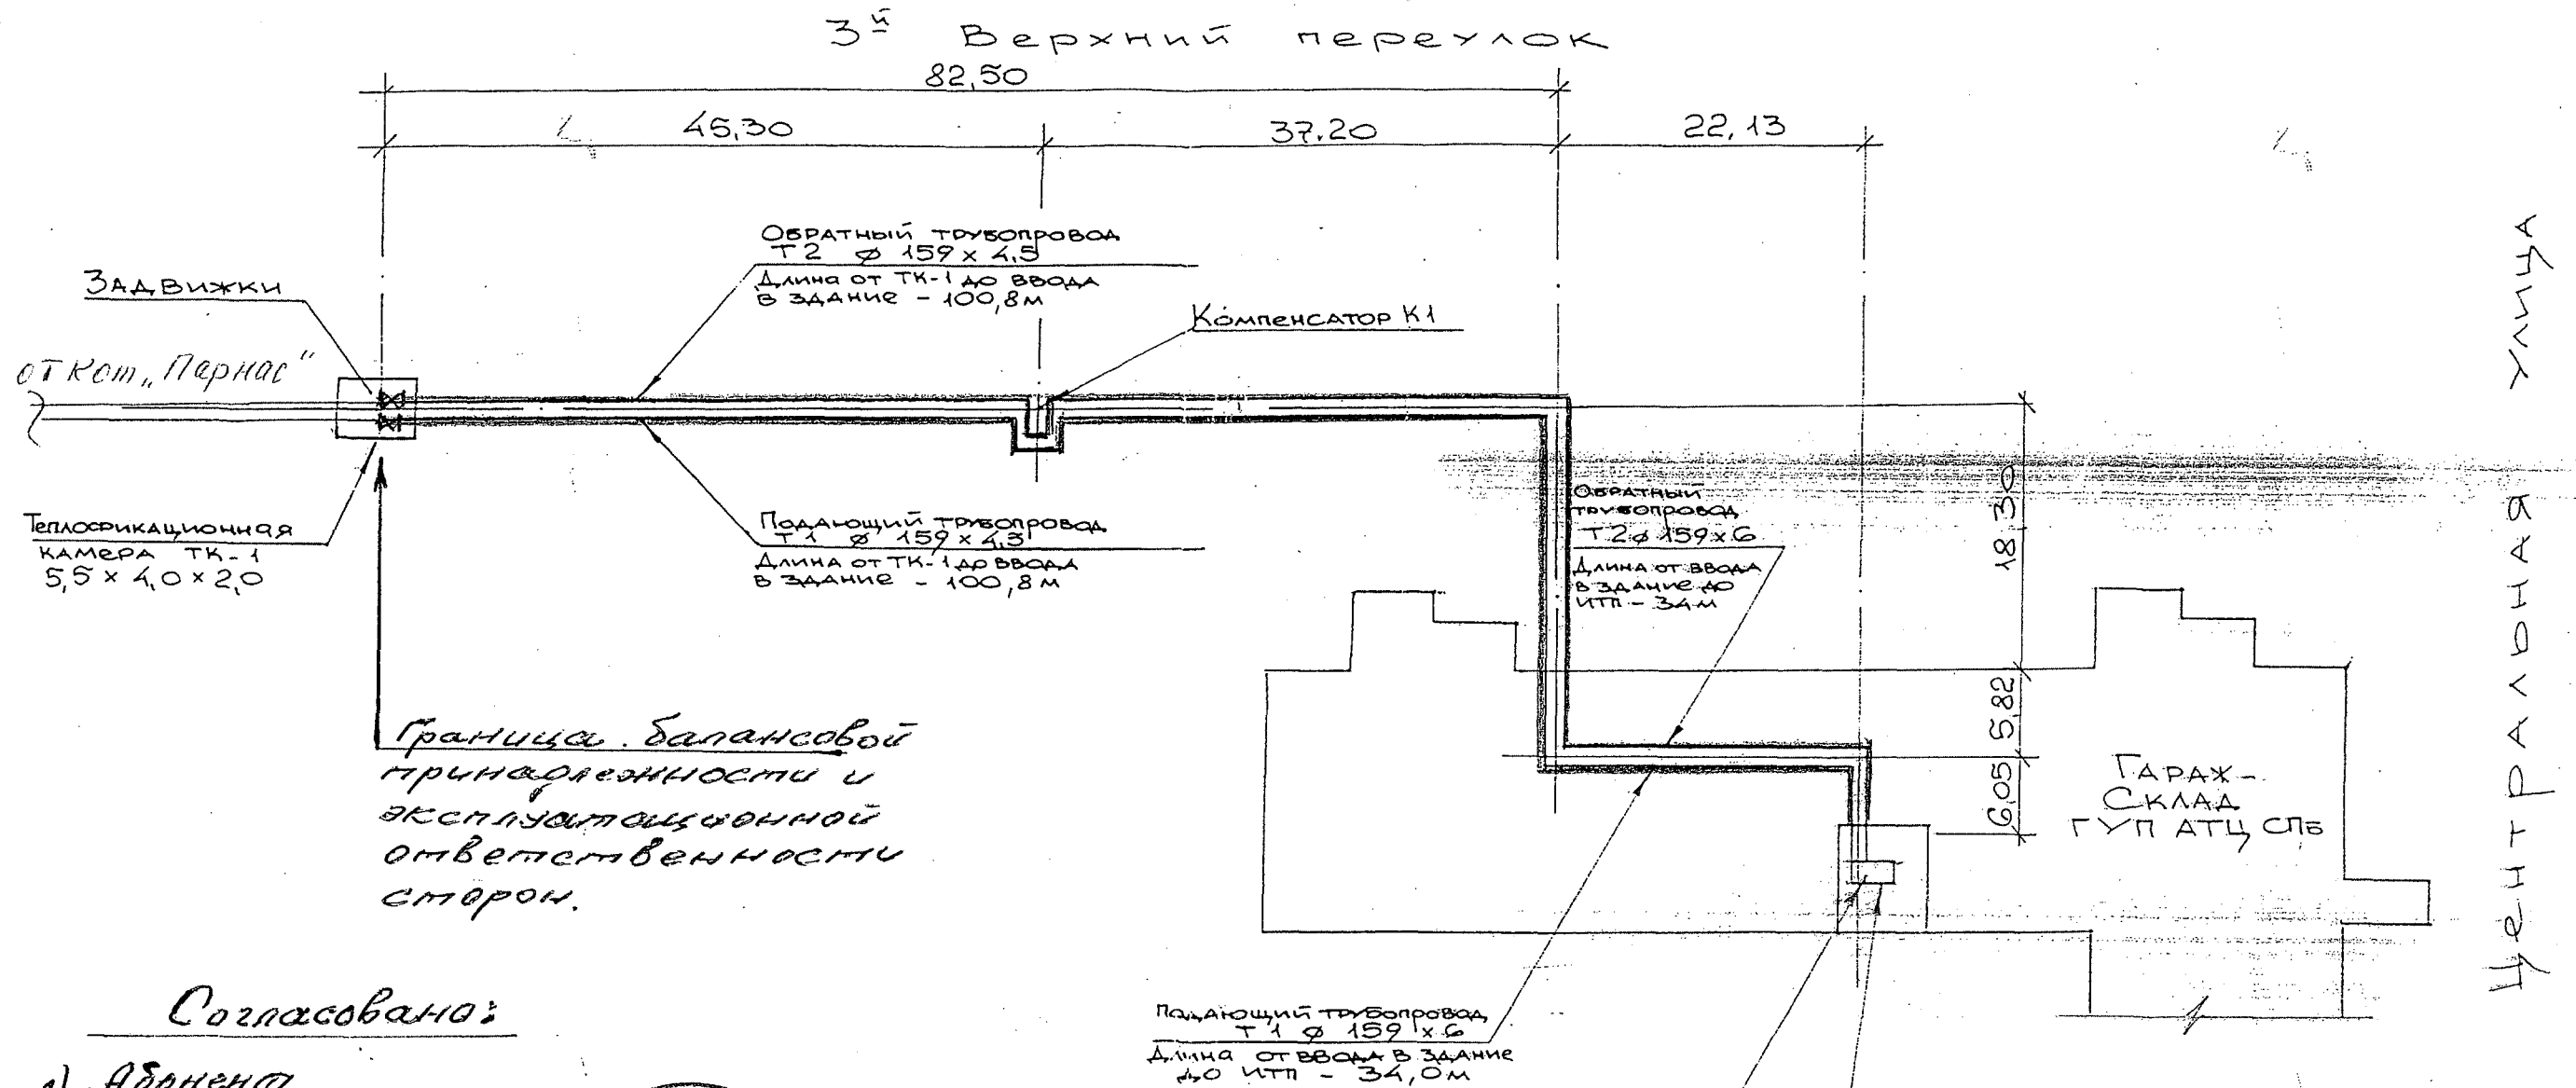 3й Верхний переулок
82,50
45,30
37.20
22,13
Обратный трубопровод
Т2 ø 159 x 4,5
Длина от ТК-1 до ввода
в здание - 100,8м
Задвижки
Компенсатор К1
от Кот. „Парнас"
Теплофикационная
камера ТК-1
5,5 x 4,0 x 2,0
Подающий трубопровод
Т1 ø 159 x 4,5
Длина от ТК-1 до ввода
в здание - 100,8м
Обратный
трубопровод
Т2 ø 159 x 6
Длина от ввода
в здание до
ИТП - 34м
18,30
5,82
6,05
Граница балансовой
принадлежности и
эксплуатационной
ответственности
сторон.
Гараж-
Склад
ГУП АТЦ СПб
Центральная улица
Согласовано:
1) Абонент
Подающий трубопровод
Т1 ø 159 x 6
Длина от ввода в здание
до ИТП - 34,0м